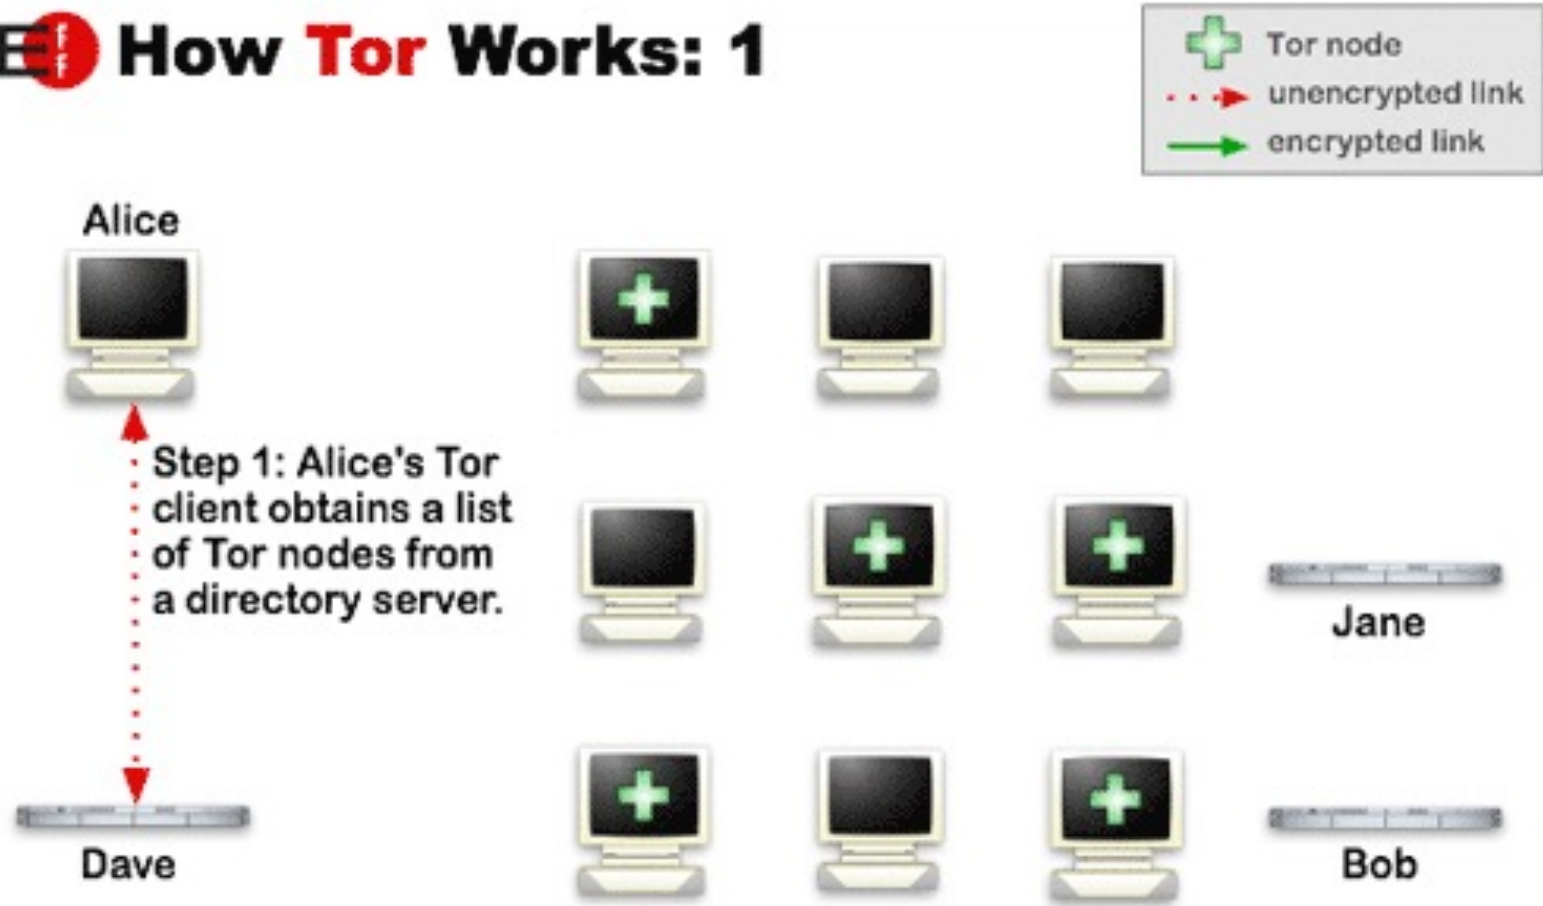 EFF How Tor Works: 1
Tor node
unencrypted link
encrypted link
Alice
Step 1: Alice's Tor
client obtains a list
of Tor nodes from
a directory server.
Jane
Dave
Bob